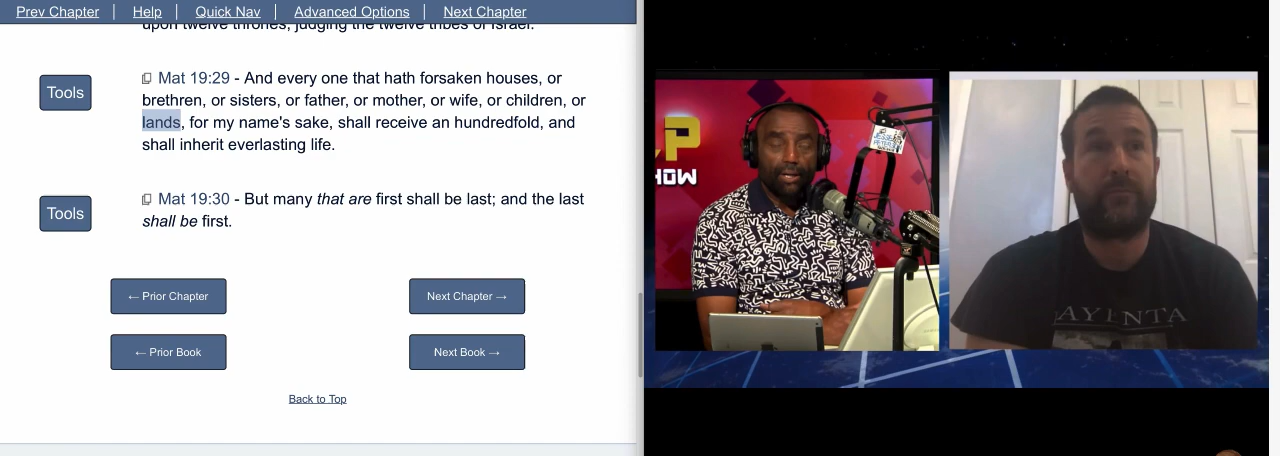 Prev Chapter | Help | Quick Nav | Advanced Options | Next Chapter
upon twelve thrones, judging the twelve tribes of Israel.
Tools
Mat 19:29 - And every one that hath forsaken houses, or
brethren, or sisters, or father, or mother, or wife, or children, or
lands, for my name's sake, shall receive an hundredfold, and
shall inherit everlasting life.
Tools
Mat 19:30 - But many that are first shall be last; and the last
shall be first.
← Prior Chapter
Next Chapter →
← Prior Book
Next Book →
Back to Top
P
HOW
JESSE
PETERSON
AYENTA